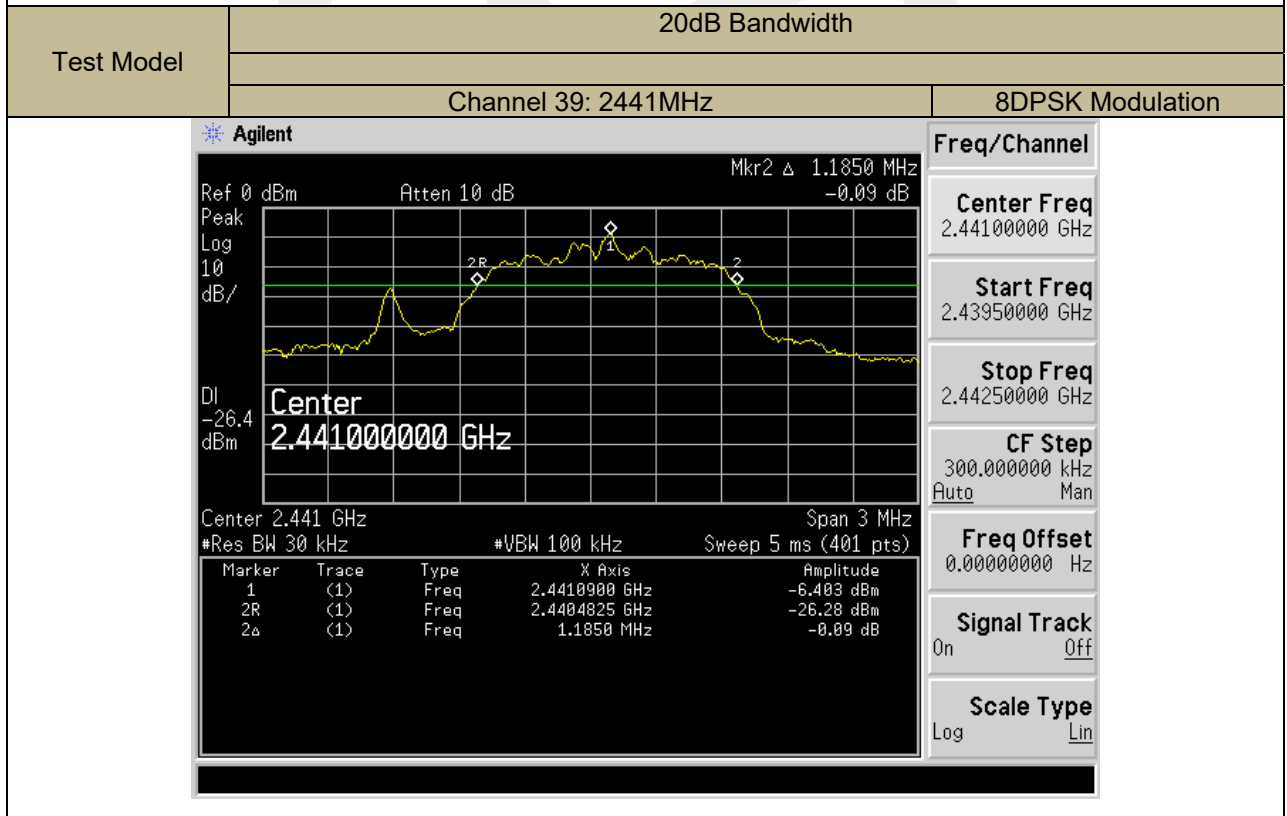 20dB Bandwidth
Test Model
Channel 39: 2441MHz 8DPSK Modulation
Agilent
Freq/Channel
Mkr2 Δ 1.1850 MHz
Ref 0 dBm Atten 10 dB -0.09 dB
Peak
Log
10
dB/
2R
1
2
DI
-26.4
dBm
Center
2.441000000 GHz
Center 2.441 GHz Span 3 MHz
#Res BW 30 kHz #VBW 100 kHz Sweep 5 ms (401 pts)
Marker Trace Type X Axis Amplitude
1 (1) Freq 2.4410900 GHz -6.403 dBm
2R (1) Freq 2.4404825 GHz -26.28 dBm
2Δ (1) Freq 1.1850 MHz -0.09 dB
Center Freq
2.44100000 GHz
Start Freq
2.43950000 GHz
Stop Freq
2.44250000 GHz
CF Step
300.000000 kHz
Auto Man
Freq Offset
0.00000000 Hz
Signal Track
On Off
Scale Type
Log Lin